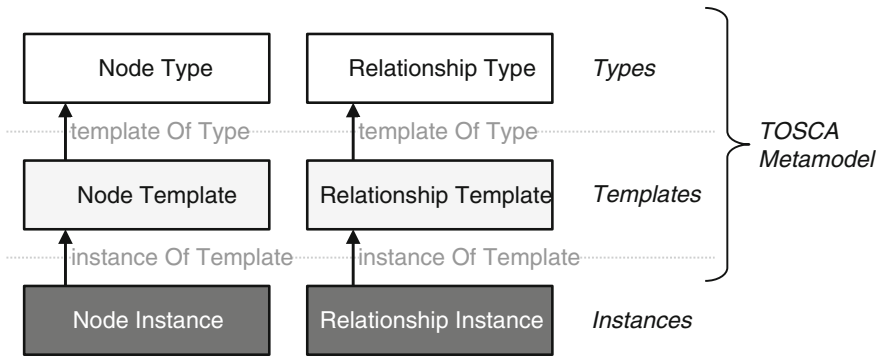 Node Type
Relationship Type
Types
template Of Type
template Of Type
TOSCA
Metamodel
Node Template
Relationship Template
Templates
instance Of Template
instance Of Template
Node Instance
Relationship Instance
Instances